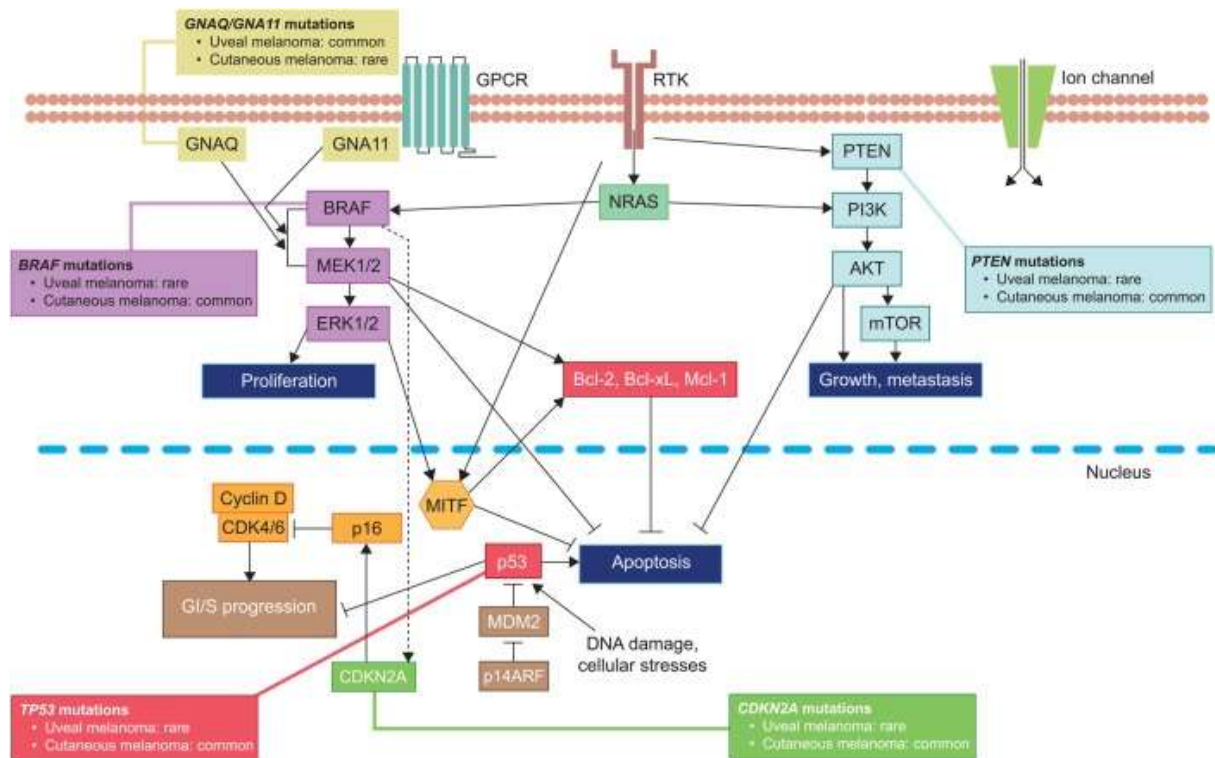 GNAQ/GNA11 mutations
• Uveal melanoma: common
• Cutaneous melanoma: rare
GPCR
RTK
Ion channel
GNAQ
GNA11
PTEN
BRAF
NRAS
PI3K
BRAF mutations
• Uveal melanoma: rare
• Cutaneous melanoma: common
MEK1/2
AKT
PTEN mutations
• Uveal melanoma: rare
• Cutaneous melanoma: common
ERK1/2
mTOR
Proliferation
Bcl-2, Bcl-xL, Mcl-1
Growth, metastasis
Nucleus
Cyclin D
CDK4/6
p16
MITF
p53
Apoptosis
GI/S progression
MDM2
DNA damage,
cellular stresses
CDKN2A
p14ARF
TP53 mutations
• Uveal melanoma: rare
• Cutaneous melanoma: common
CDKN2A mutations
• Uveal melanoma: rare
• Cutaneous melanoma: common